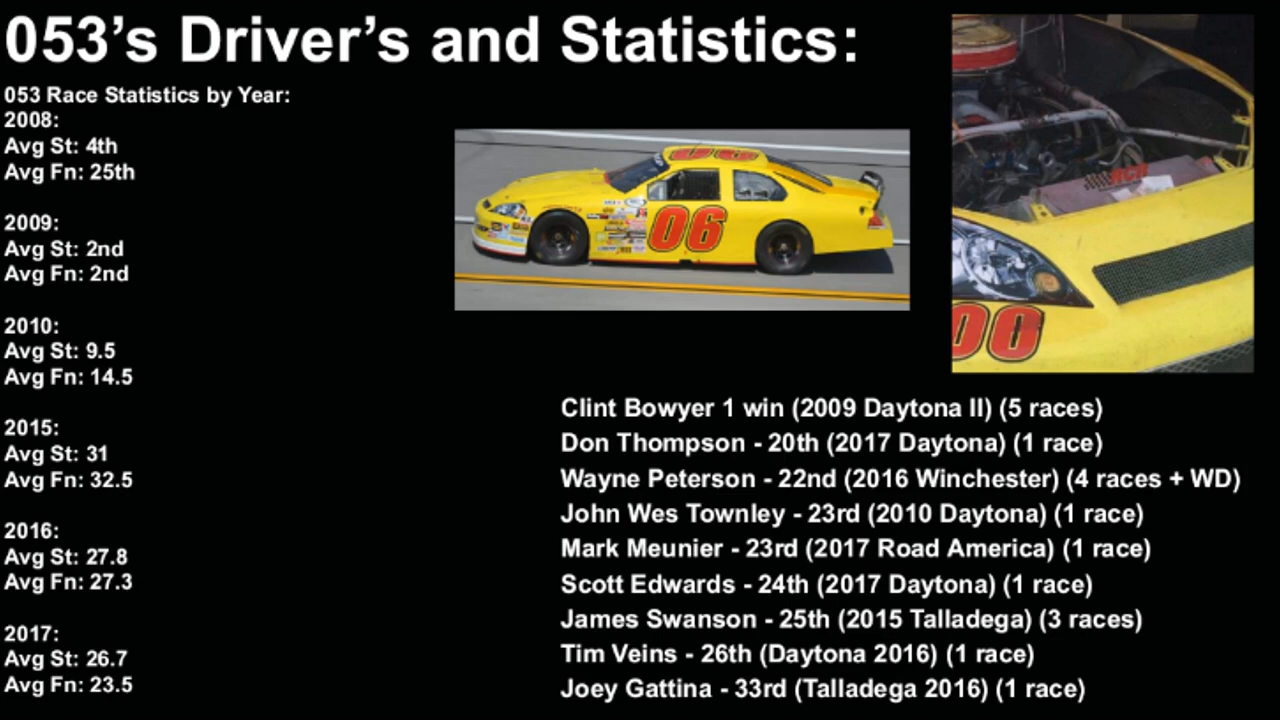 053's Driver's and Statistics:
053 Race Statistics by Year:
2008:
Avg St: 4th
Avg Fn: 25th
2009:
Avg St: 2nd
Avg Fn: 2nd
2010:
Avg St: 9.5
Avg Fn: 14.5
2015:
Avg St: 31
Avg Fn: 32.5
2016:
Avg St: 27.8
Avg Fn: 27.3
2017:
Avg St: 26.7
Avg Fn: 23.5
06
06
RCR
Clint Bowyer 1 win (2009 Daytona II) (5 races)
Don Thompson - 20th (2017 Daytona) (1 race)
Wayne Peterson - 22nd (2016 Winchester) (4 races + WD)
John Wes Townley - 23rd (2010 Daytona) (1 race)
Mark Meunier - 23rd (2017 Road America) (1 race)
Scott Edwards - 24th (2017 Daytona) (1 race)
James Swanson - 25th (2015 Talladega) (3 races)
Tim Veins - 26th (Daytona 2016) (1 race)
Joey Gattina - 33rd (Talladega 2016) (1 race)